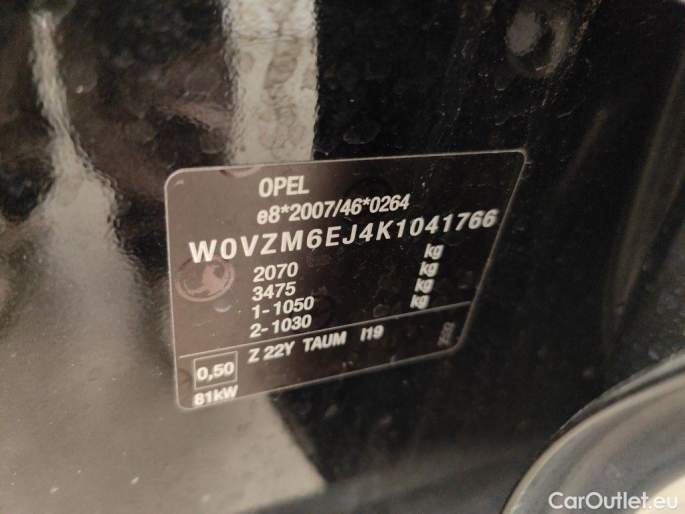 OPEL
e8*2007/46*0264
W0VZM6EJ4K1041766
2070 kg
3475 kg
1-1050 kg
2-1030 kg
Z 22Y TAUM I19
0,50
81kW
CarOutlet.eu